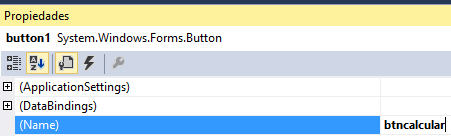 Propiedades
button1 System.Windows.Forms.Button
(ApplicationSettings)
(DataBindings)
(Name) btncalcular